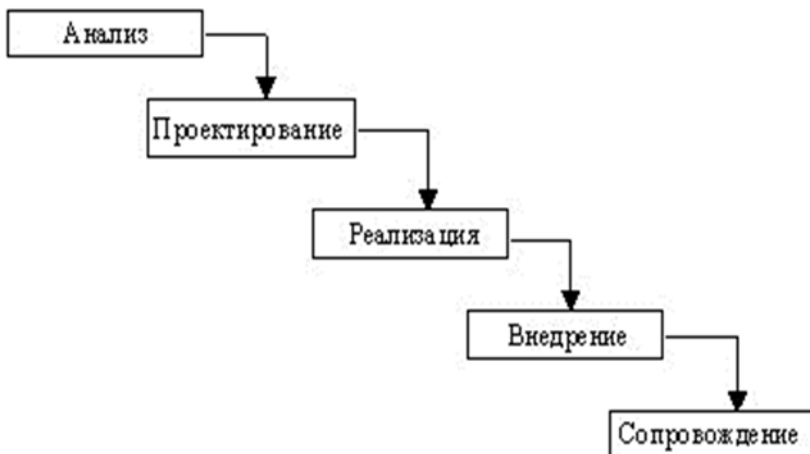 Анализ
Проектирование
Реализация
Внедрение
Сопровождение